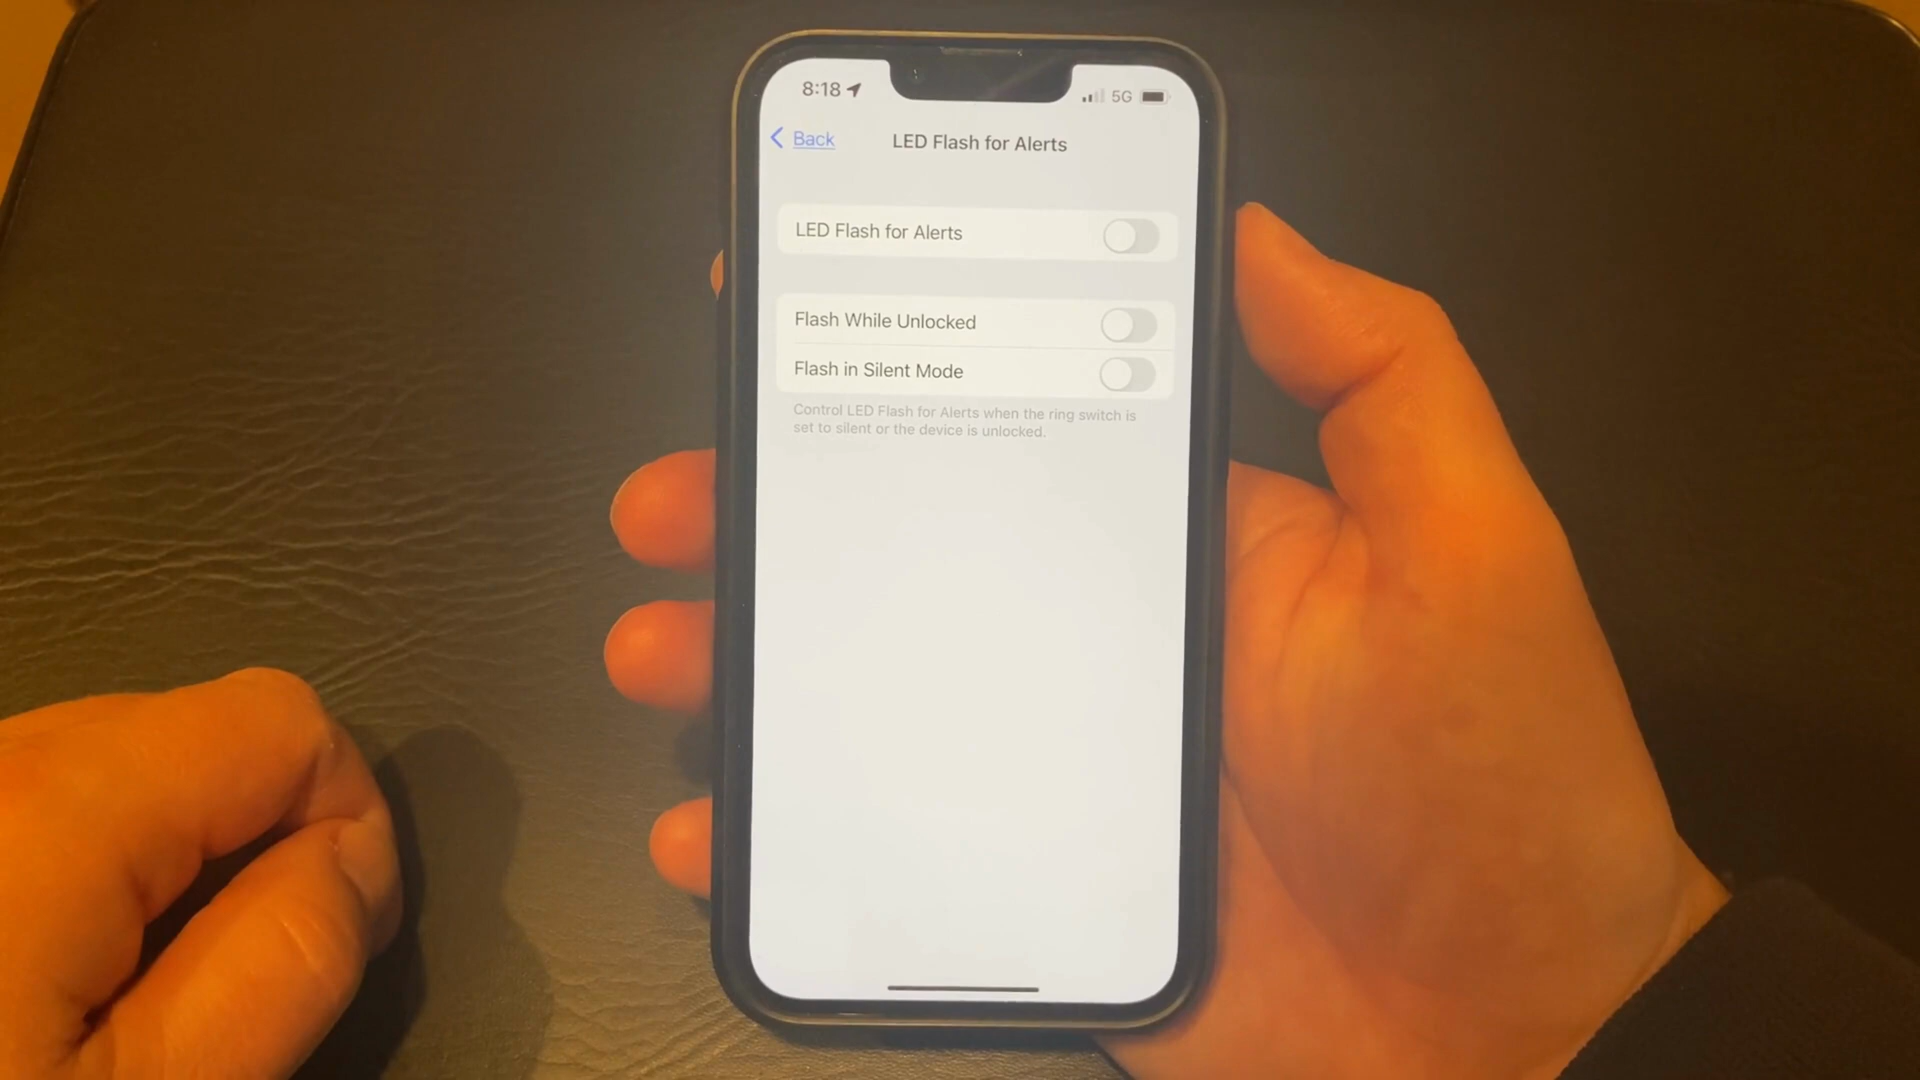 8:18
5G
Back
LED Flash for Alerts
LED Flash for Alerts
Flash While Unlocked
Flash in Silent Mode
Control LED Flash for Alerts when the ring switch is
set to silent or the device is unlocked.